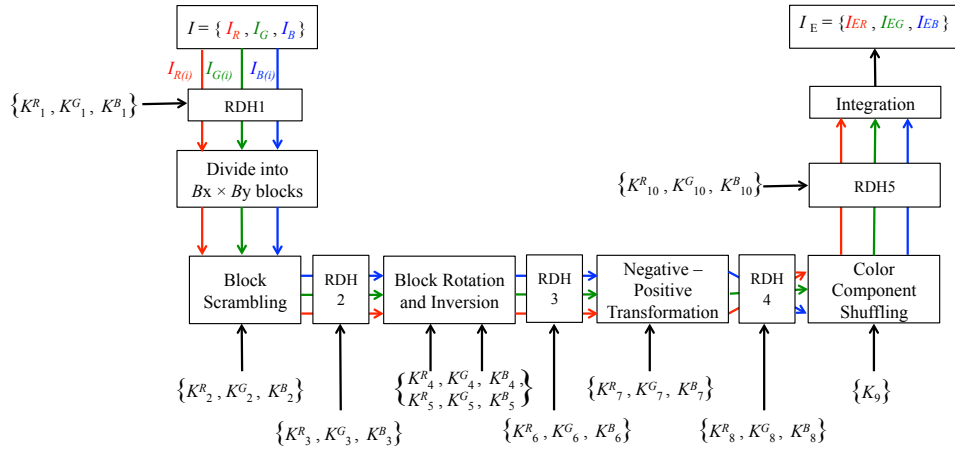 I = { I_R , I_G , I_B }
I_R(i) I_G(i) I_B(i)
{K^R_1 , K^G_1 , K^B_1}
RDH1
Divide into
Bx × By blocks
Block
Scrambling
{K^R_2 , K^G_2 , K^B_2}
RDH
2
{K^R_3 , K^G_3 , K^B_3}
Block Rotation
and Inversion
{K^R_4 , K^G_4 , K^B_4 ,
K^R_5 , K^G_5 , K^B_5}
RDH
3
{K^R_6 , K^G_6 , K^B_6}
Negative –
Positive
Transformation
{K^R_7 , K^G_7 , K^B_7}
RDH
4
{K^R_8 , K^G_8 , K^B_8}
Color
Component
Shuffling
{K_9}
RDH5
{K^R_10 , K^G_10 , K^B_10}
Integration
I_E = {I_ER , I_EG , I_EB}